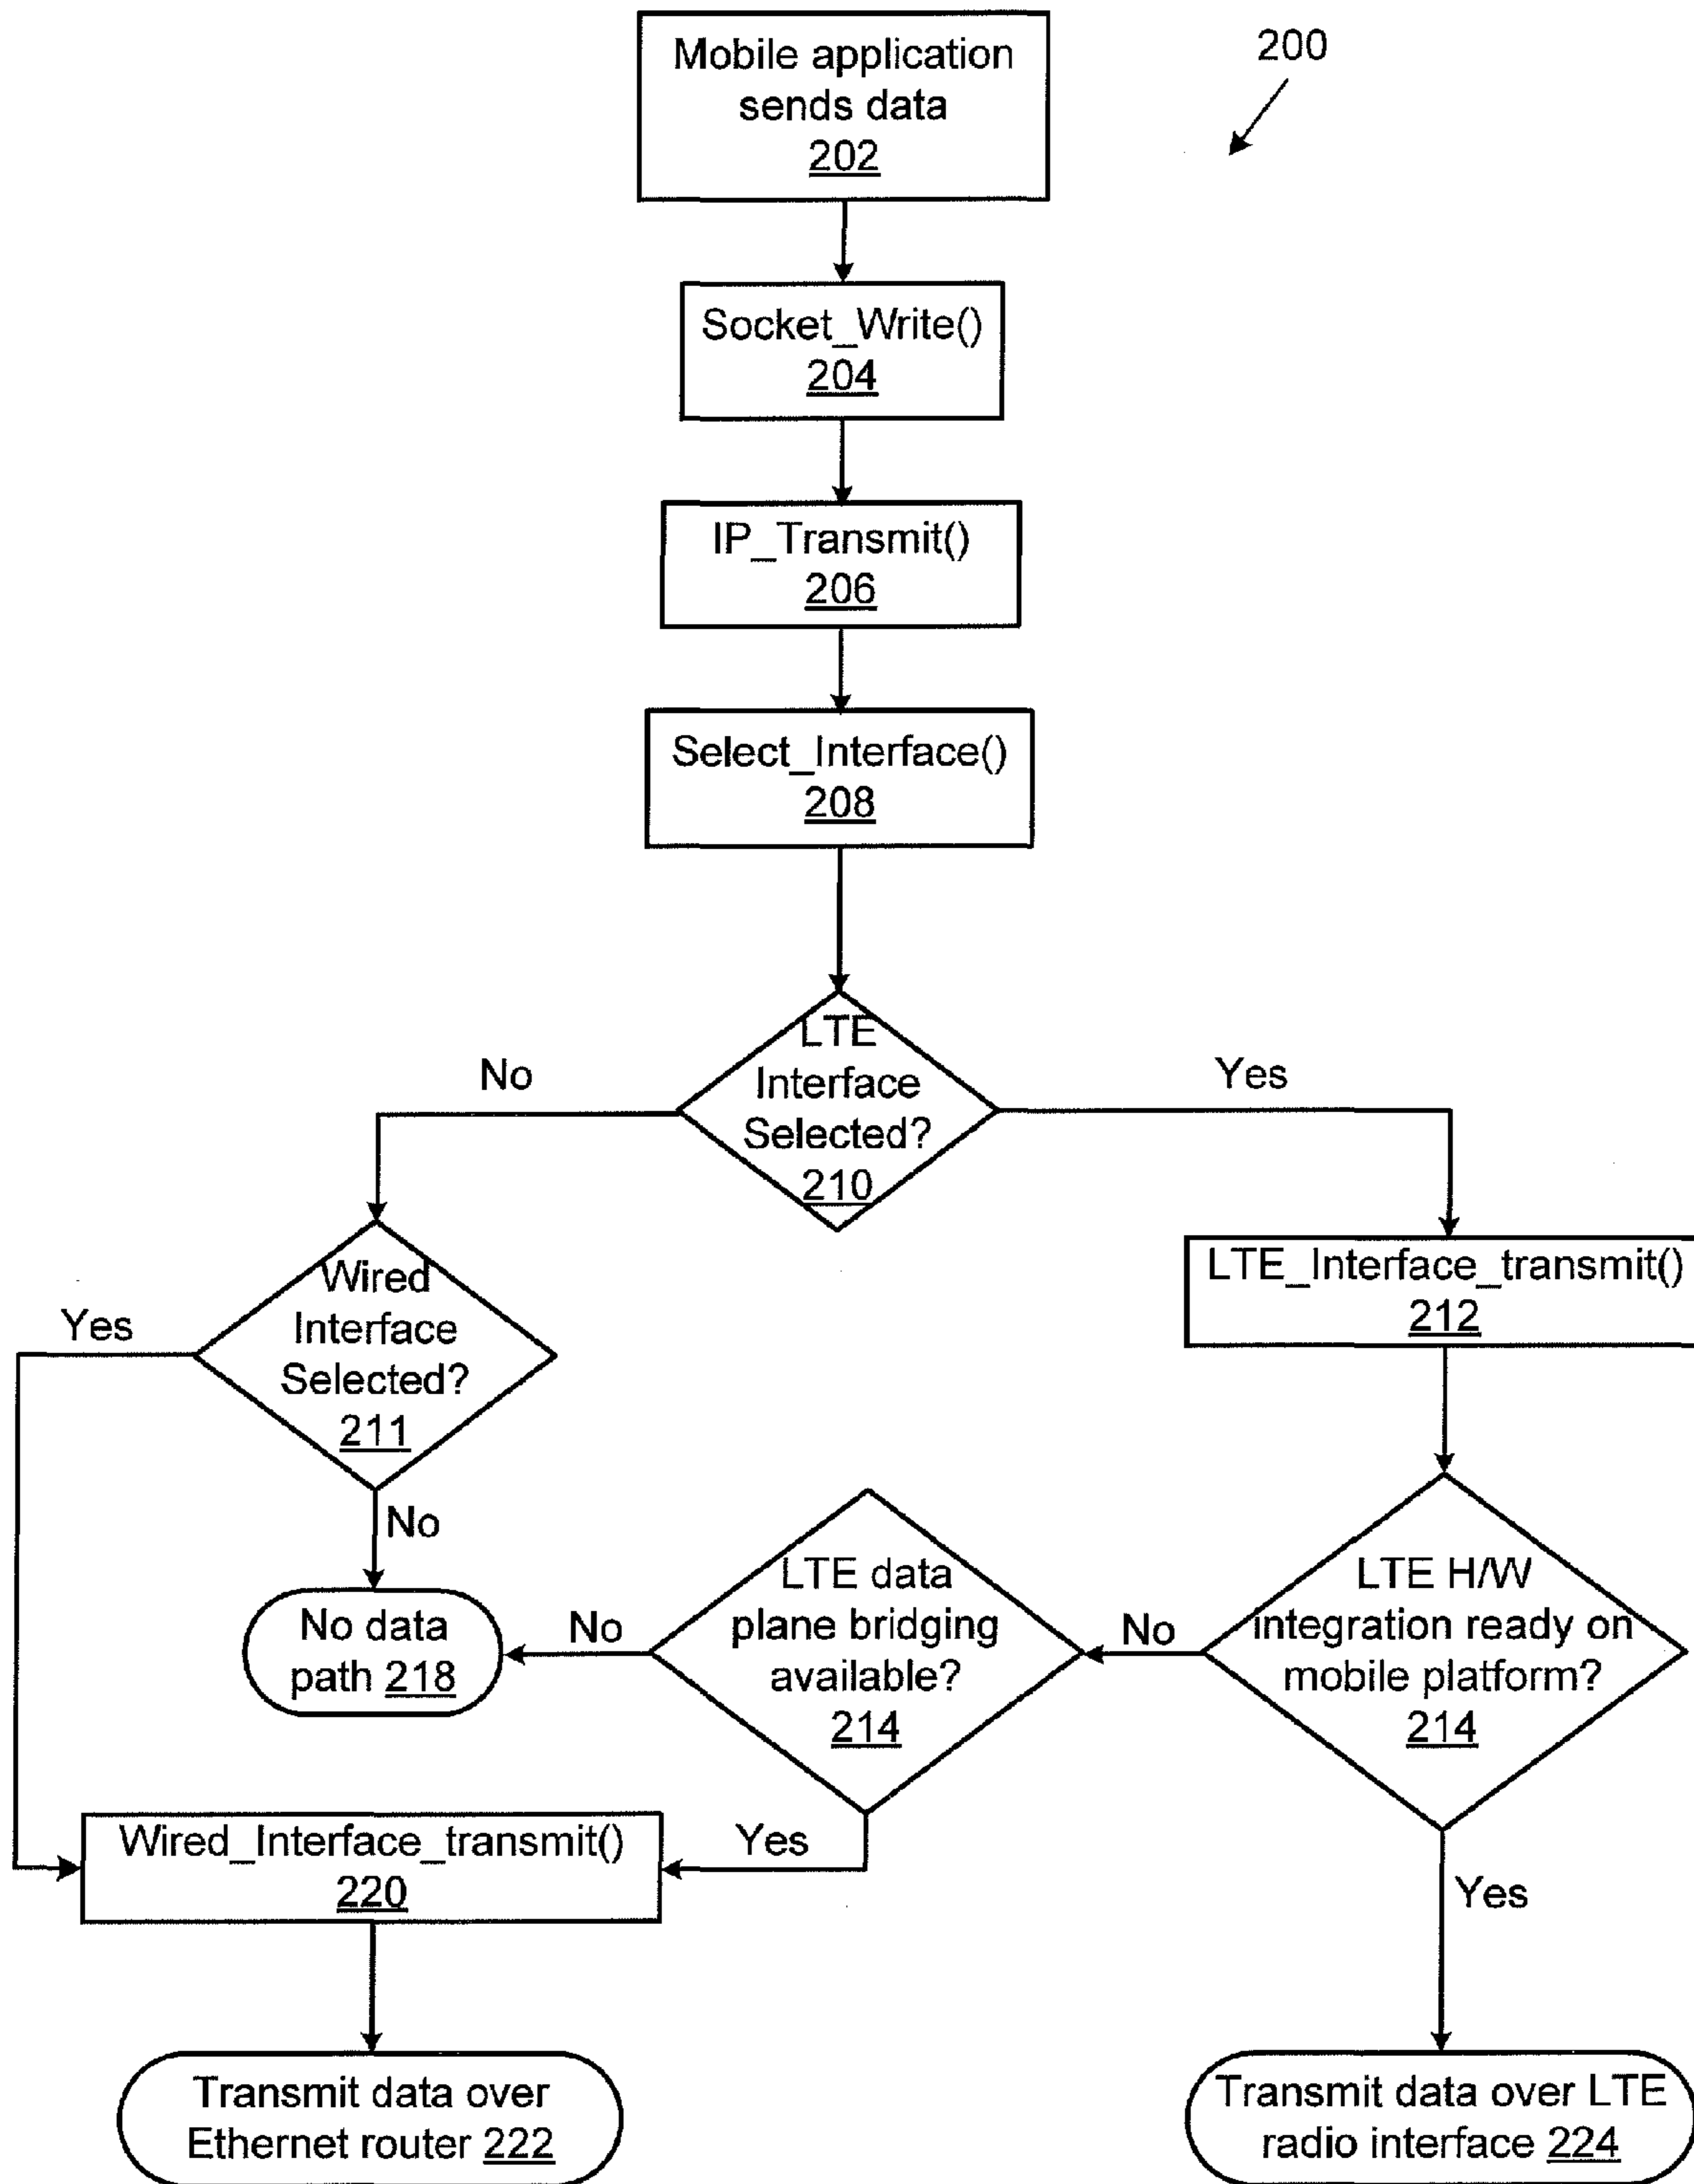 Mobile application
sends data
202
200
Socket_Write()
204
IP_Transmit()
206
Select_Interface()
208
LTE
Interface
Selected?
210
No
Yes
LTE_Interface_transmit()
212
Wired
Interface
Selected?
211
Yes
No
LTE data
plane bridging
available?
214
LTE H/W
integration ready on
mobile platform?
214
No data
path 218
No
No
Wired_Interface_transmit()
220
Yes
Yes
Transmit data over
Ethernet router 222
Transmit data over LTE
radio interface 224